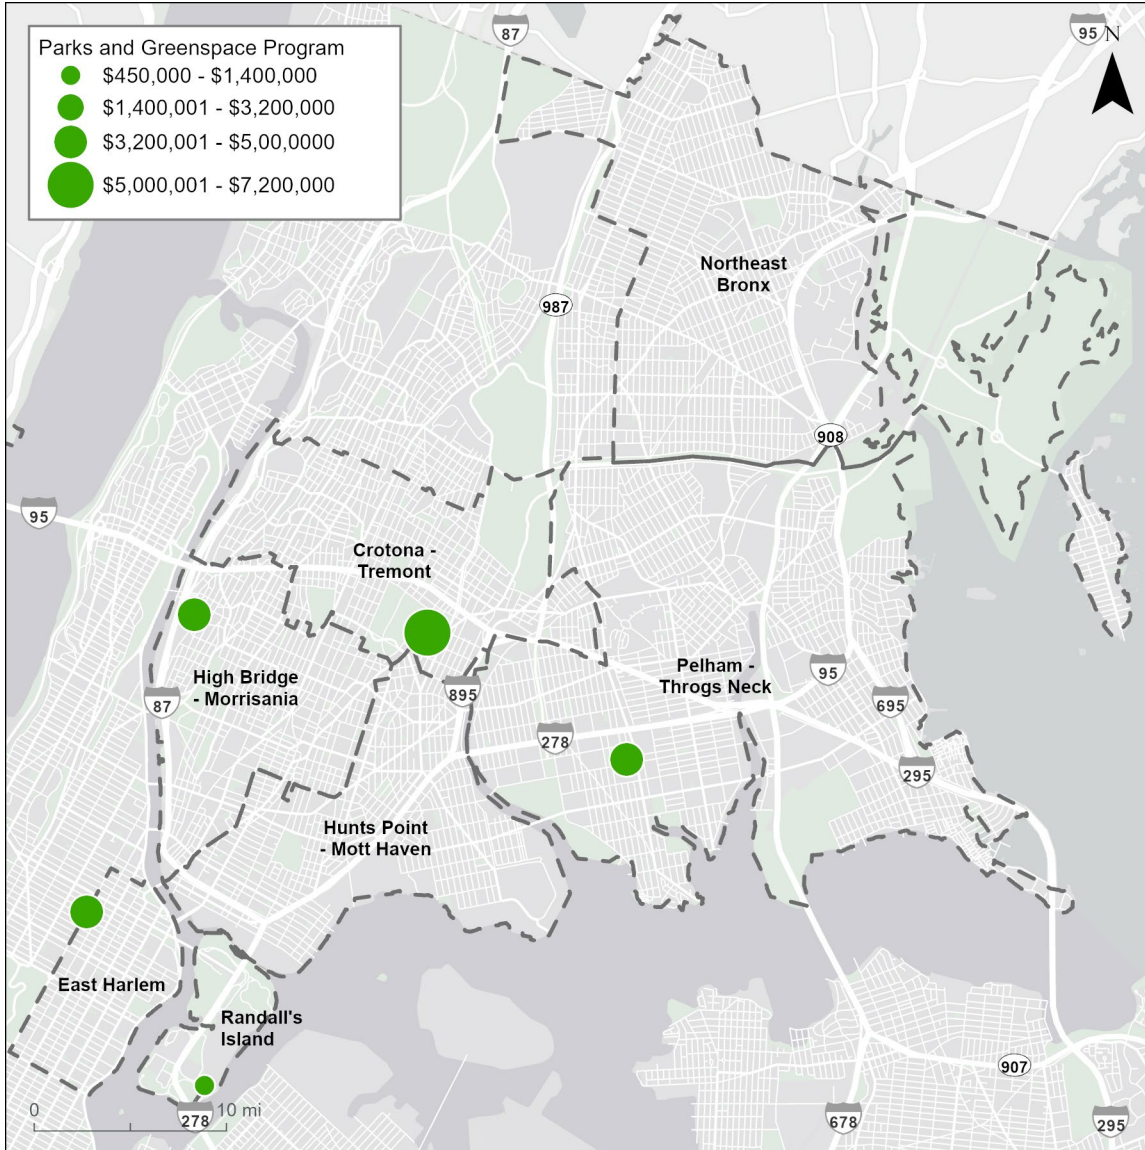 Parks and Greenspace Program
$450,000 - $1,400,000
$1,400,001 - $3,200,000
$3,200,001 - $5,00,0000
$5,000,001 - $7,200,000
87
95
N
Northeast
Bronx
987
908
95
Crotona -
Tremont
High Bridge
- Morrisania
Pelham -
Throgs Neck
95
87
895
695
278
295
Hunts Point
- Mott Haven
East Harlem
Randall's
Island
907
0
10 mi
278
678
295